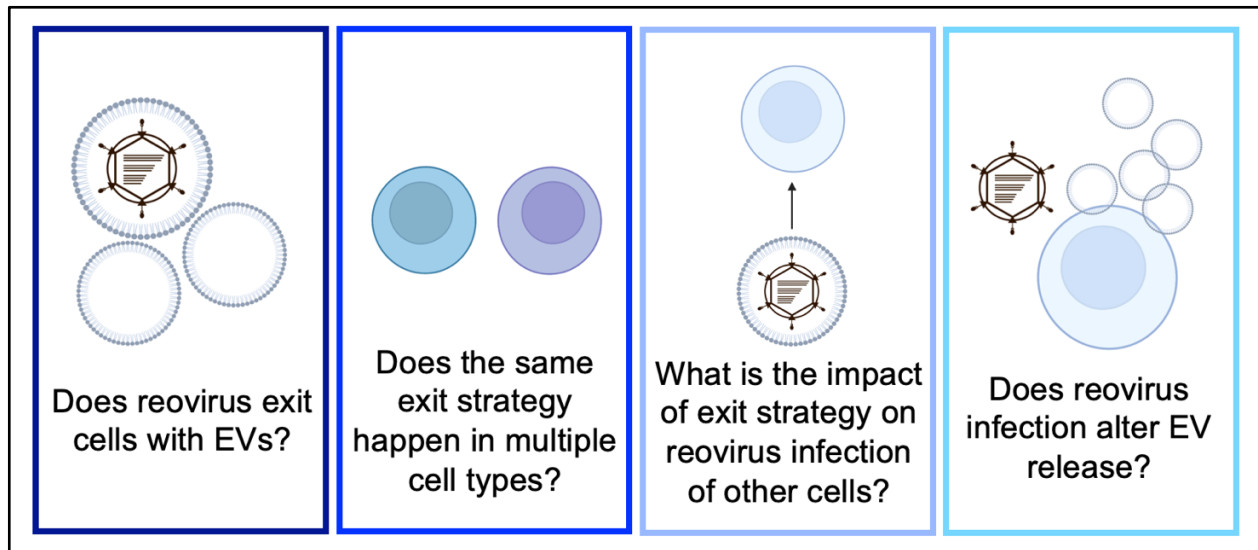 Does reovirus exit
cells with EVs?
Does the same
exit strategy
happen in multiple
cell types?
What is the impact
of exit strategy on
reovirus infection
of other cells?
Does reovirus
infection alter EV
release?